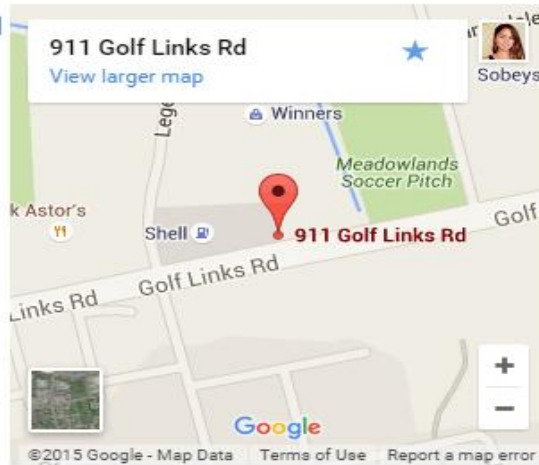 911 Golf Links Rd
View larger map
Sobeys
Lege
Winners
Meadowlands
Soccer Pitch
k Astor's
Shell
911 Golf Links Rd
Golf
Links Rd
Golf Links Rd
+
−
Google
©2015 Google - Map Data
Terms of Use
Report a map error